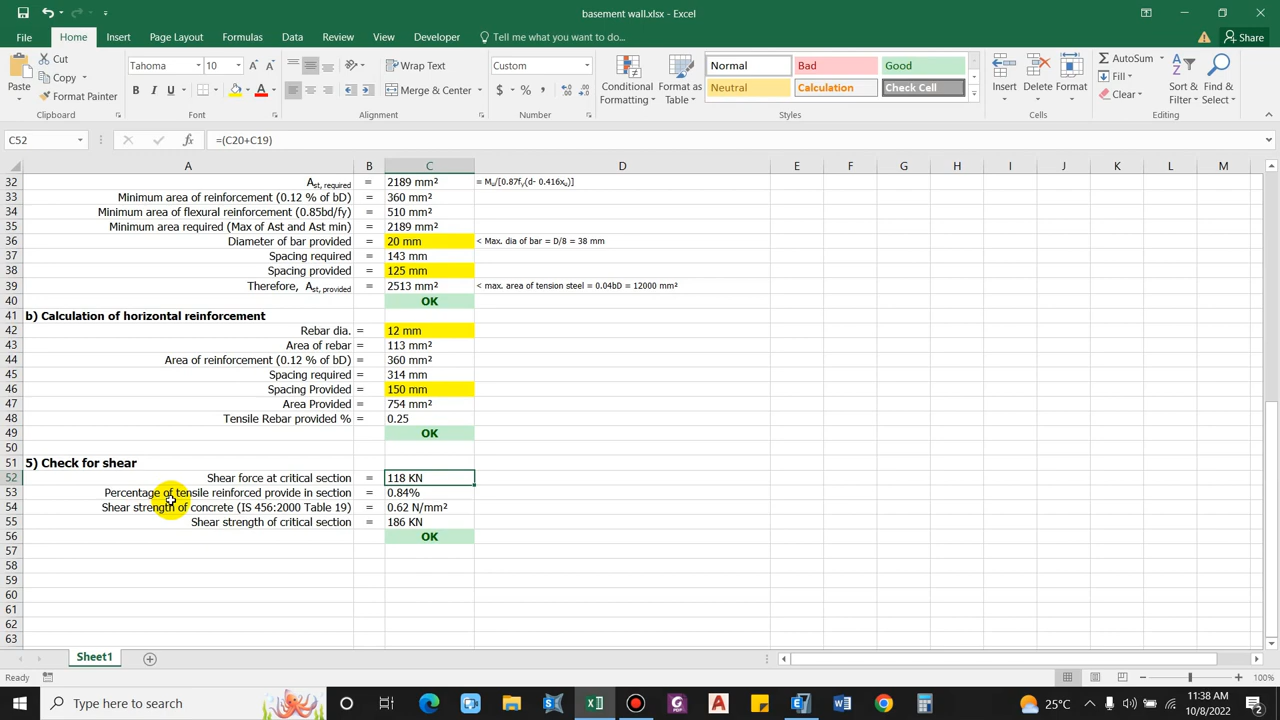 basement wall.xlsx - Excel
File Home Insert Page Layout Formulas Data Review View Developer Tell me what you want to do... Share
Cut
Copy
Format Painter
Paste
Clipboard
Tahoma 10
B I U
Font
Wrap Text
Merge & Center
Alignment
Custom
$ % ,
Number
Conditional Formatting
Format as Table
Normal Bad Good
Neutral Calculation Check Cell
Styles
Insert Delete Format
Cells
AutoSum
Fill
Clear
Sort & Filter
Find & Select
Editing
C52 fx =(C20+C19)
A B C D E F G H I J K L M
32 Ast, required = 2189 mm² = Mu/[0.87fy(d- 0.416xu)]
33 Minimum area of reinforcement (0.12 % of bD) = 360 mm²
34 Minimum area of flexural reinforcement (0.85bd/fy) = 510 mm²
35 Minimum area required (Max of Ast and Ast min) = 2189 mm²
36 Diameter of bar provided = 20 mm < Max. dia of bar = D/8 = 38 mm
37 Spacing required = 143 mm
38 Spacing provided = 125 mm
39 Therefore, Ast, provided = 2513 mm² < max. area of tension steel = 0.04bD = 12000 mm²
40 OK
41 b) Calculation of horizontal reinforcement
42 Rebar dia. = 12 mm
43 Area of rebar = 113 mm²
44 Area of reinforcement (0.12 % of bD) = 360 mm²
45 Spacing required = 314 mm
46 Spacing Provided = 150 mm
47 Area Provided = 754 mm²
48 Tensile Rebar provided % = 0.25
49 OK
50
51 5) Check for shear
52 Shear force at critical section = 118 KN
53 Percentage of tensile reinforced provide in section = 0.84%
54 Shear strength of concrete (IS 456:2000 Table 19) = 0.62 N/mm²
55 Shear strength of critical section = 186 KN
56 OK
57
58
59
60
61
62
63
Sheet1
Ready 100%
Type here to search 25°C 11:38 AM
10/8/2022